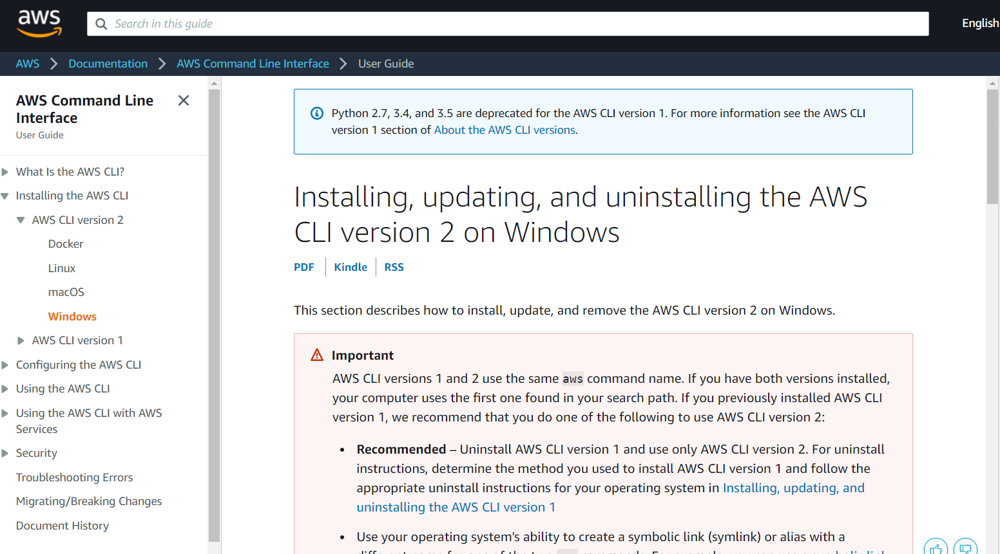 aws
Search in this guide
English
AWS > Documentation > AWS Command Line Interface > User Guide
AWS Command Line
Interface
User Guide
What Is the AWS CLI?
Installing the AWS CLI
AWS CLI version 2
Docker
Linux
macOS
Windows
AWS CLI version 1
Configuring the AWS CLI
Using the AWS CLI
Using the AWS CLI with AWS
Services
Security
Troubleshooting Errors
Migrating/Breaking Changes
Document History
Python 2.7, 3.4, and 3.5 are deprecated for the AWS CLI version 1. For more information see the AWS CLI
version 1 section of About the AWS CLI versions.
Installing, updating, and uninstalling the AWS
CLI version 2 on Windows
PDF | Kindle | RSS
This section describes how to install, update, and remove the AWS CLI version 2 on Windows.
Important
AWS CLI versions 1 and 2 use the same aws command name. If you have both versions installed,
your computer uses the first one found in your search path. If you previously installed AWS CLI
version 1, we recommend that you do one of the following to use AWS CLI version 2:
• Recommended – Uninstall AWS CLI version 1 and use only AWS CLI version 2. For uninstall
instructions, determine the method you used to install AWS CLI version 1 and follow the
appropriate uninstall instructions for your operating system in Installing, updating, and
uninstalling the AWS CLI version 1
• Use your operating system's ability to create a symbolic link (symlink) or alias with a